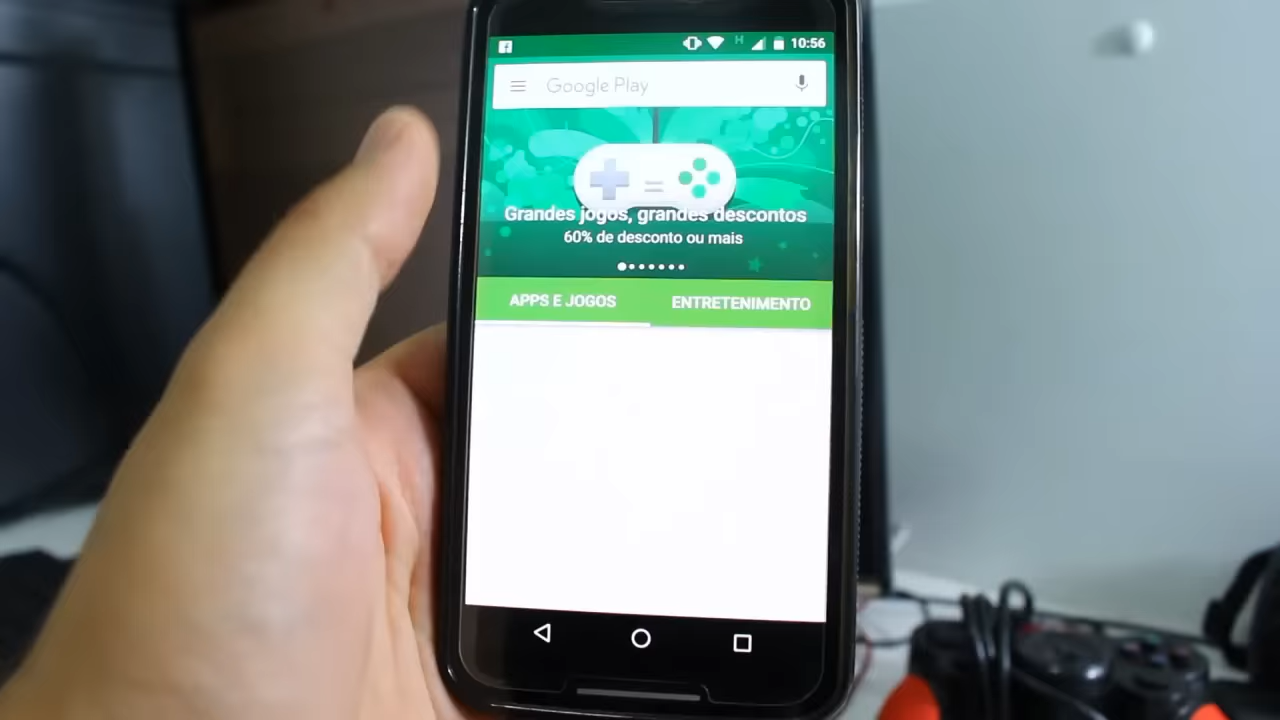 H 10:56
Google Play
Grandes jogos, grandes descontos
60% de desconto ou mais
APPS E JOGOS ENTRETENIMENTO